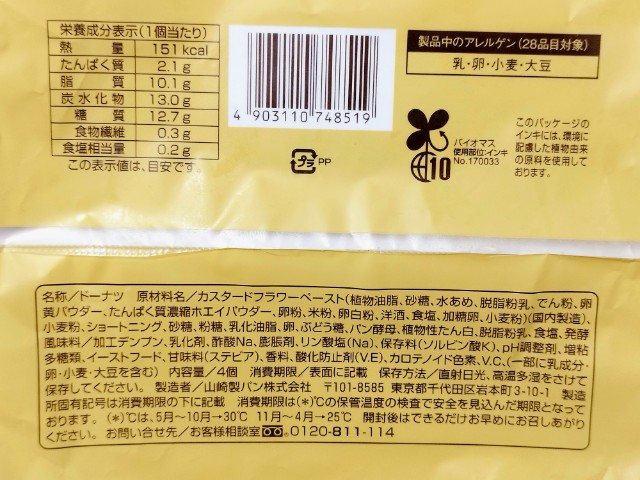 栄養成分表示(1個当たり)
熱量 151kcal
たんぱく質 2.1g
脂質 10.1g
炭水化物 13.0g
糖質 12.7g
食物繊維 0.3g
食塩相当量 0.2g
この表示値は、目安です。
4 903110 748519
プラ PP
製品中のアレルゲン(28品目対象)
乳・卵・小麦・大豆
バイオマス
使用部位:インキ
No.170033
10
このパッケージの
インキには、環境に
配慮した植物由来
の原料を使用して
おります。
名称/ドーナツ 原材料名/カスタードフラワーペースト(植物油脂、砂糖、水あめ、脱脂粉乳、でん粉、卵
黄パウダー、たんぱく質濃縮ホエイパウダー、卵粉、米粉、卵白粉、洋酒、食塩、加糖卵、小麦粉)(国内製造)、
小麦粉、ショートニング、砂糖、粉糖、乳化油脂、卵、ぶどう糖、パン酵母、植物性たん白、脱脂粉乳、食塩、発酵
風味料/加工デンプン、乳化剤、酢酸Na、膨脹剤、リン酸塩(Na)、保存料(ソルビン酸K)、pH調整剤、増粘
多糖類、イーストフード、甘味料(ステビア)、香料、酸化防止剤(V.E)、カロテノイド色素、V.C、(一部に乳成分・
卵・小麦・大豆を含む) 内容量/4個 消費期限/表面に記載 保存方法/直射日光、高温多湿をさけて
保存してください。 製造者/山崎製パン株式会社 〒101-8585 東京都千代田区岩本町3-10-1 製造
所固有記号は消費期限の下に記載 消費期限は(*)℃の保管温度の検査で安全を見込んだ期限となって
おります。(*)℃は、5月〜10月→30℃ 11月〜4月→25℃ 開封後はできるだけお早めにお召しあがり
ください。 お問い合せ先/お客様相談室 0120-811-114